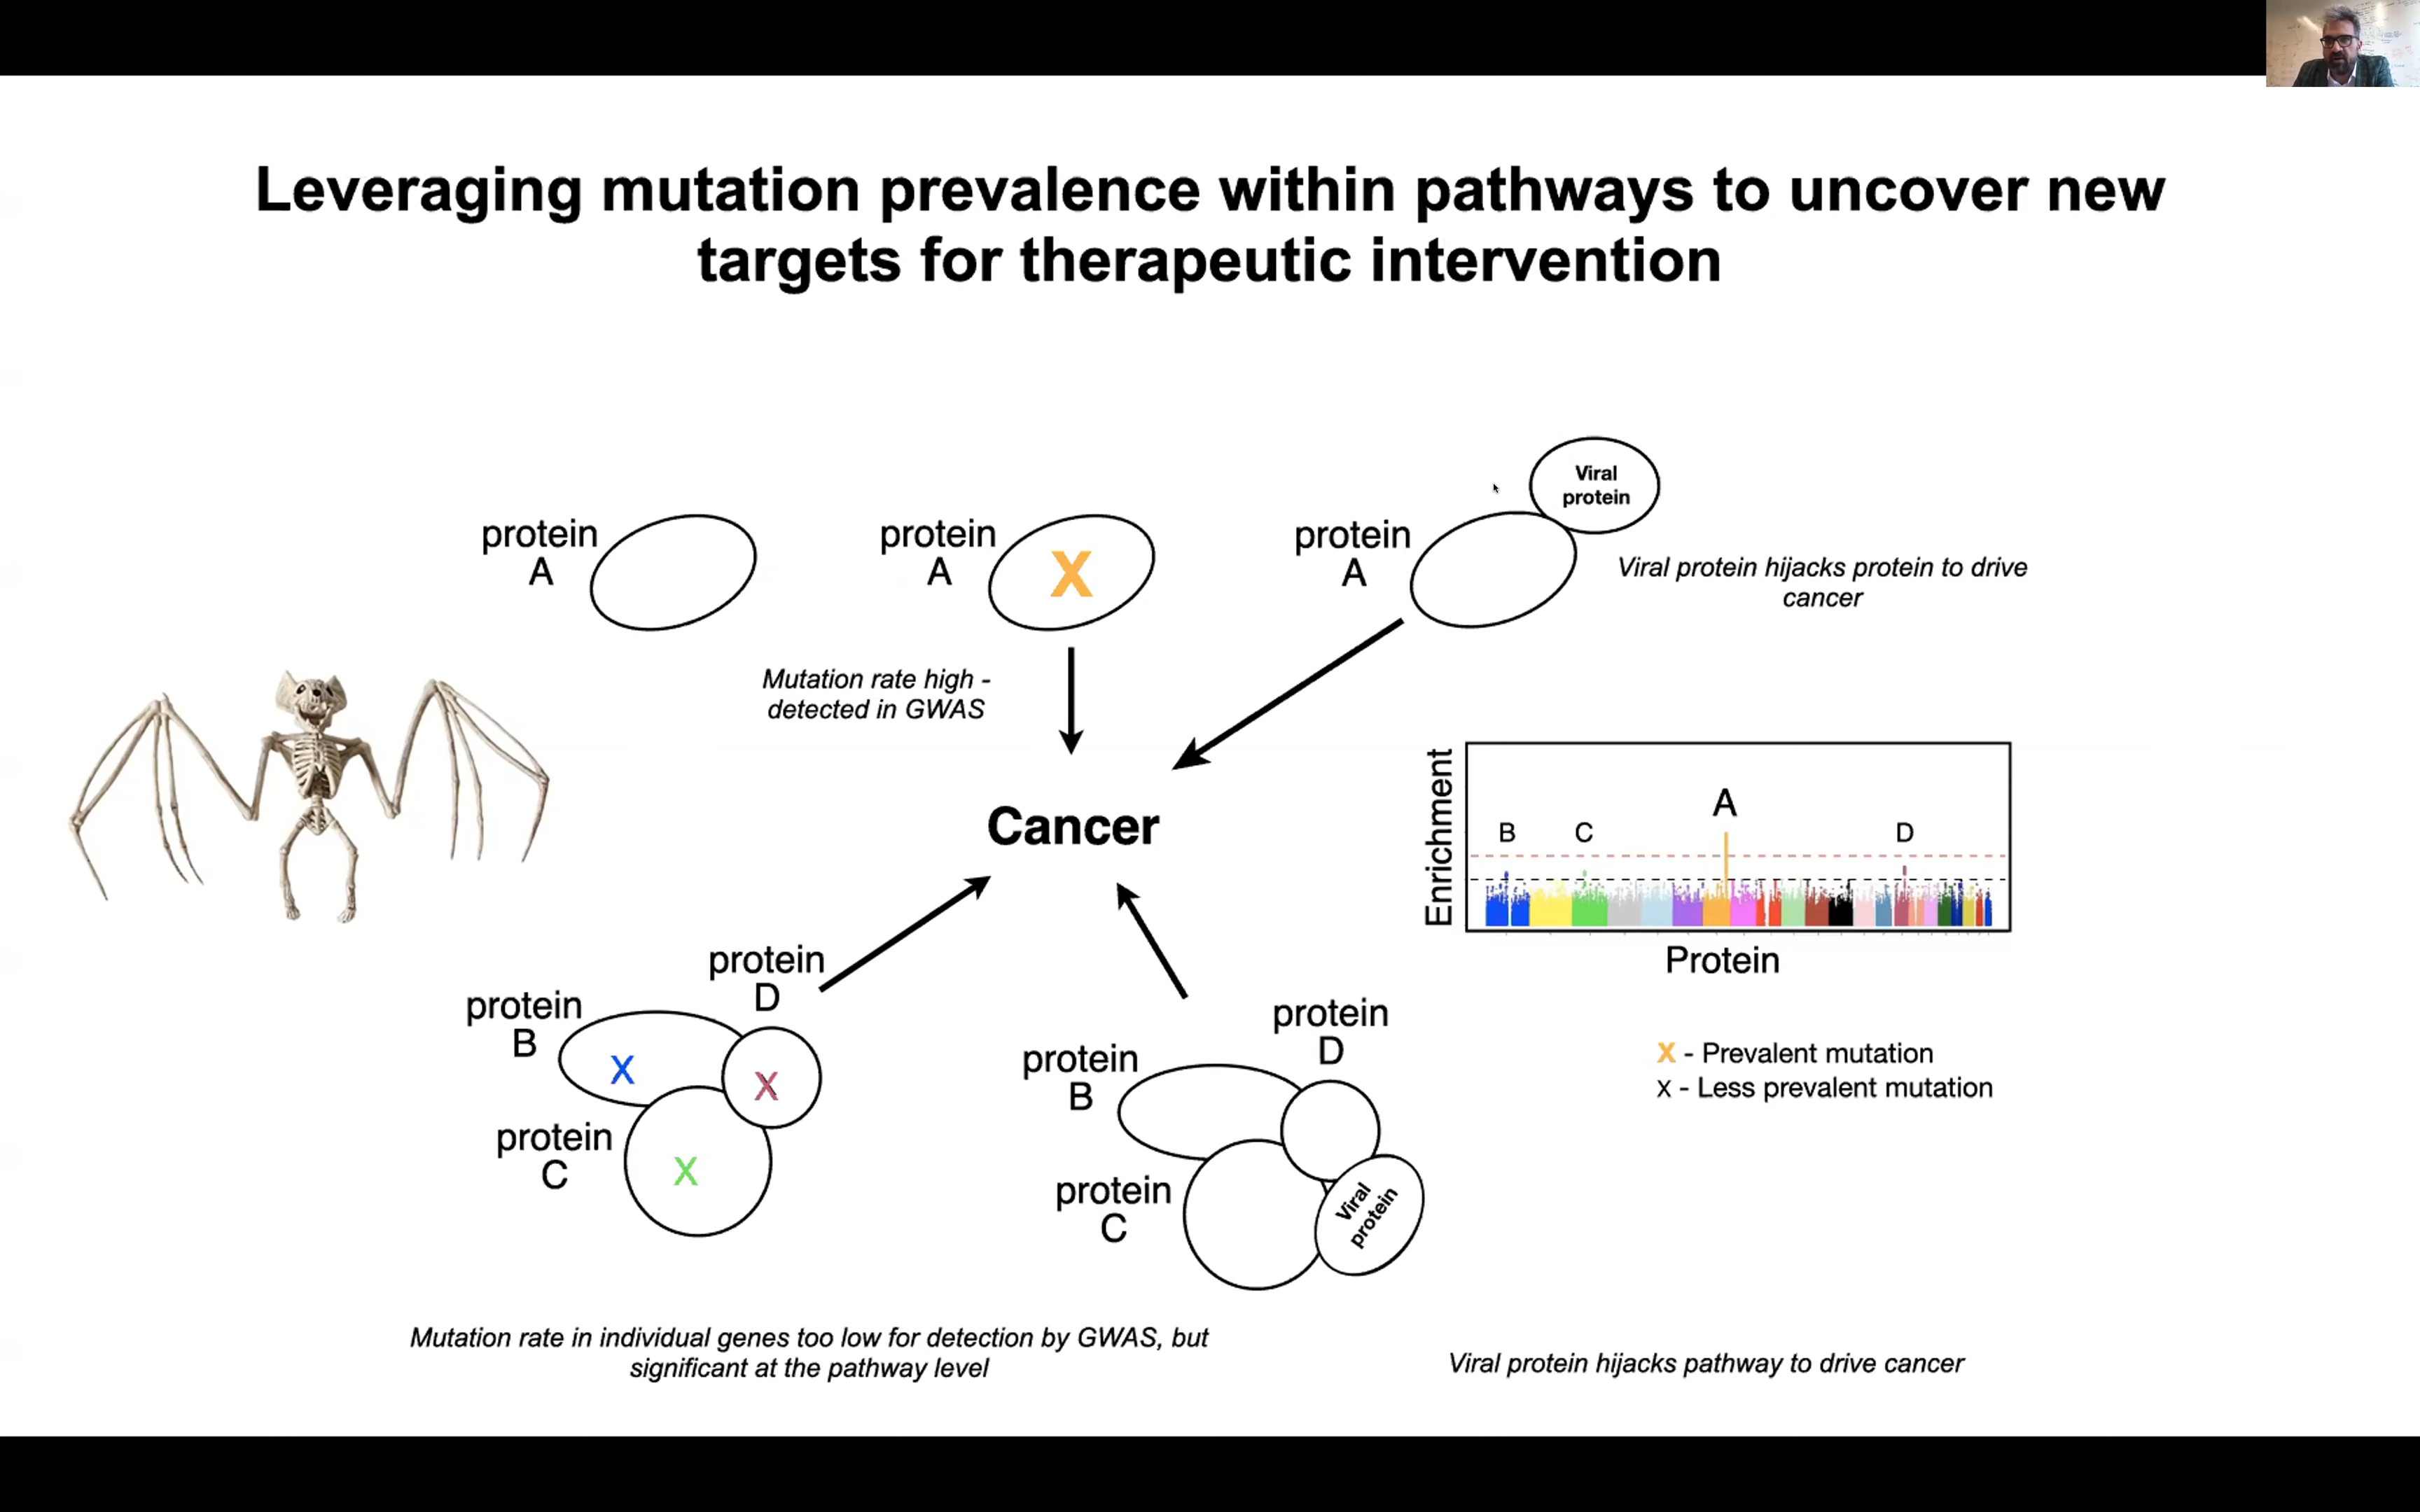 Leveraging mutation prevalence within pathways to uncover new
targets for therapeutic intervention
protein
A
protein
A
X
protein
A
Viral
protein
Viral protein hijacks protein to drive
cancer
Mutation rate high -
detected in GWAS
Cancer
Enrichment
B
C
A
D
Protein
X - Prevalent mutation
X - Less prevalent mutation
protein
D
protein
B
X
X
protein
C
X
protein
D
protein
B
protein
C
Viral
protein
Mutation rate in individual genes too low for detection by GWAS, but
significant at the pathway level
Viral protein hijacks pathway to drive cancer